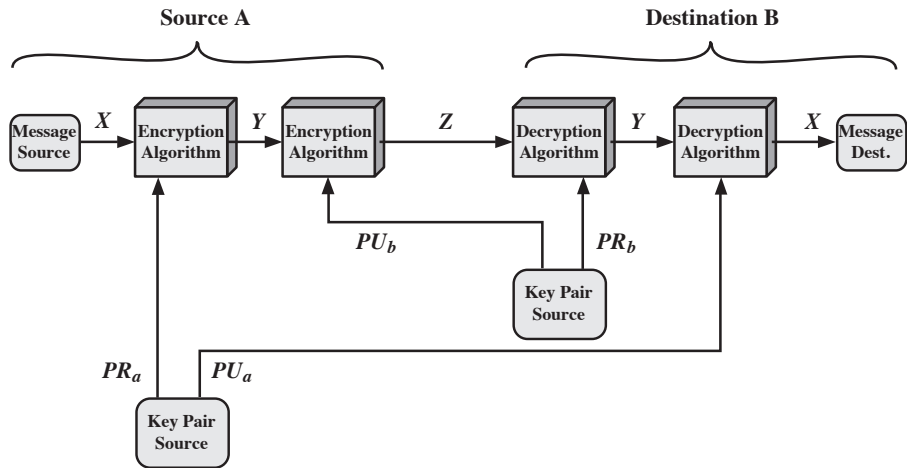 Source A
Destination B
Message
Source
X
Encryption
Algorithm
Y
Encryption
Algorithm
Z
Decryption
Algorithm
Y
Decryption
Algorithm
X
Message
Dest.
PUb
PRb
Key Pair
Source
PRa
PUa
Key Pair
Source